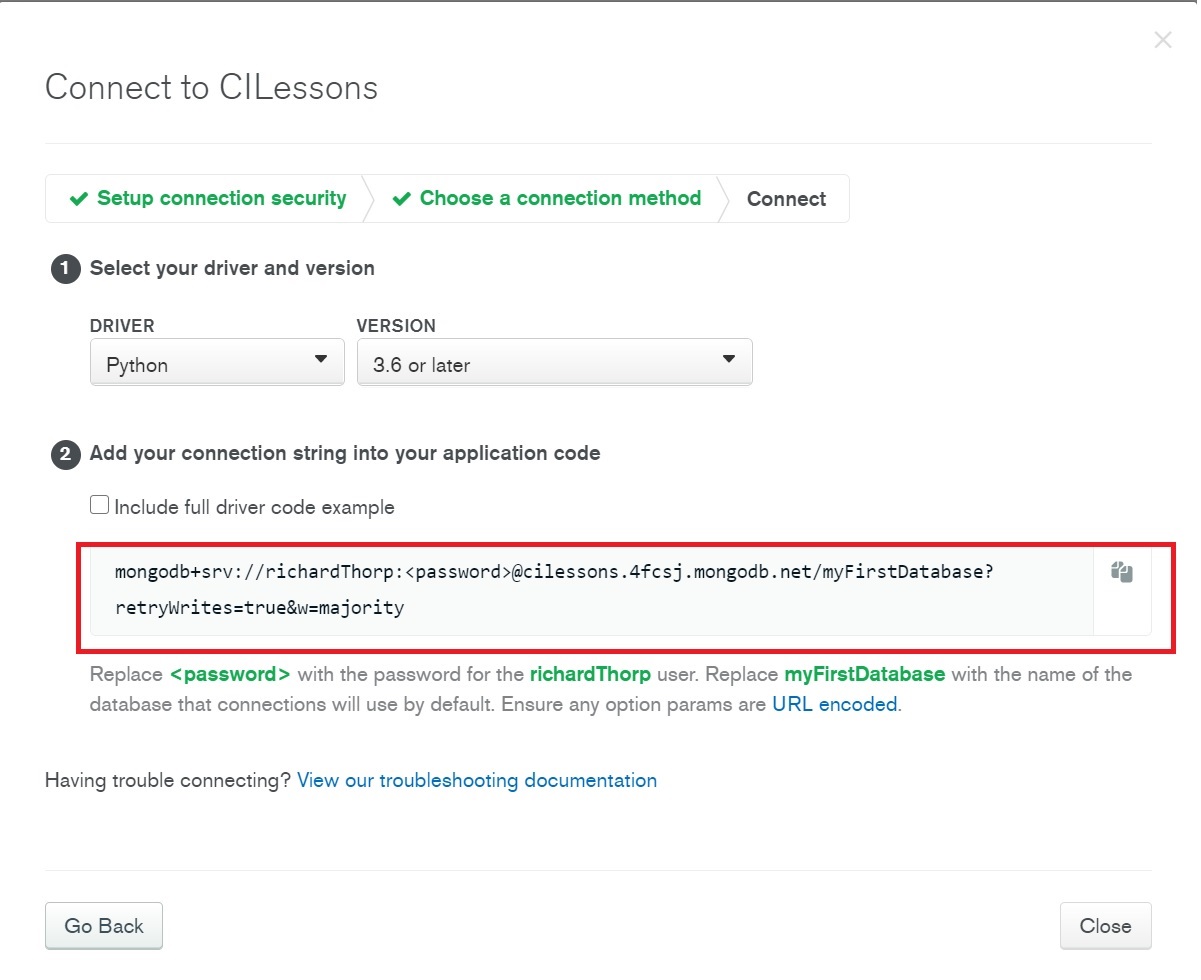 Connect to CILessons
Setup connection security
Choose a connection method
Connect
1 Select your driver and version
DRIVER
VERSION
Python
3.6 or later
2 Add your connection string into your application code
Include full driver code example
mongodb+srv://richardThorp:<password>@cilessons.4fcsj.mongodb.net/myFirstDatabase?
retryWrites=true&w=majority
Replace <password> with the password for the richardThorp user. Replace myFirstDatabase with the name of the
database that connections will use by default. Ensure any option params are URL encoded.
Having trouble connecting? View our troubleshooting documentation
Go Back
Close